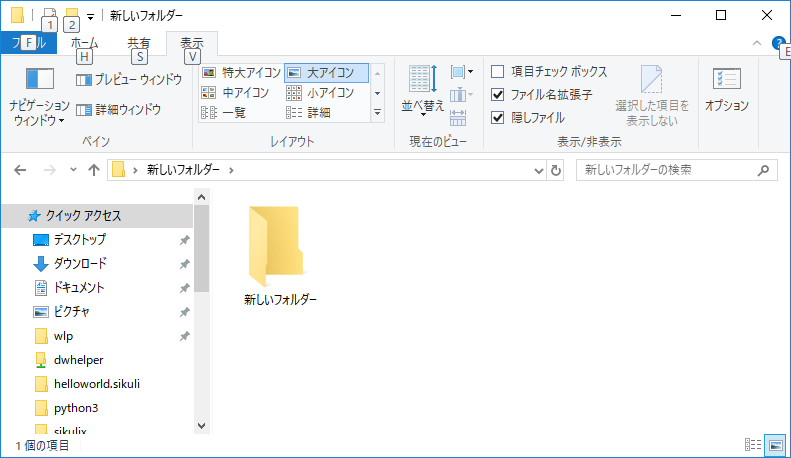 新しいフォルダー
1 2
ファイル ホーム 共有 表示
F H S V E
ナビゲーション ウィンドウ
プレビュー ウィンドウ
詳細ウィンドウ
ペイン
特大アイコン 大アイコン
中アイコン 小アイコン
一覧 詳細
レイアウト
並べ替え
現在のビュー
項目チェック ボックス
ファイル名拡張子
隠しファイル
選択した項目を
表示しない
表示/非表示
オプション
新しいフォルダー
新しいフォルダーの検索
クイック アクセス
デスクトップ
ダウンロード
ドキュメント
ピクチャ
wlp
dwhelper
helloworld.sikuli
python3
sikulix
新しいフォルダー
1 個の項目